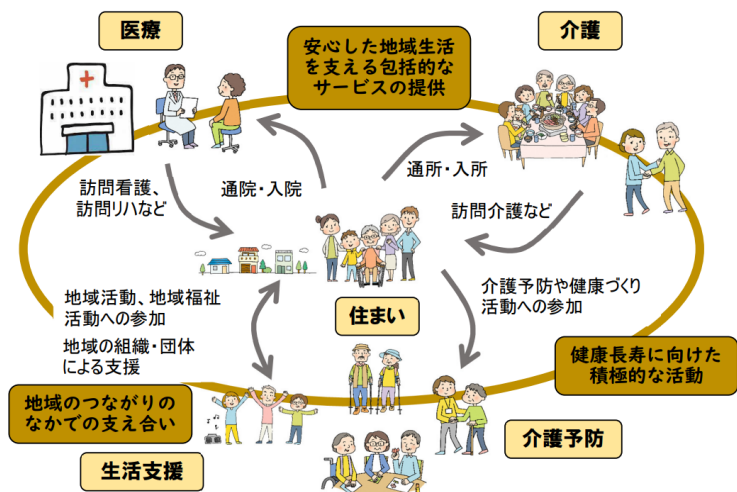 医療
安心した地域生活
を支える包括的な
サービスの提供
介護
訪問看護、
訪問リハなど
通院・入院
通所・入所
訪問介護など
地域活動、地域福祉
活動への参加
地域の組織・団体
による支援
住まい
介護予防や健康づくり
活動への参加
健康長寿に向けた
積極的な活動
地域のつながりの
なかでの支え合い
生活支援
介護予防